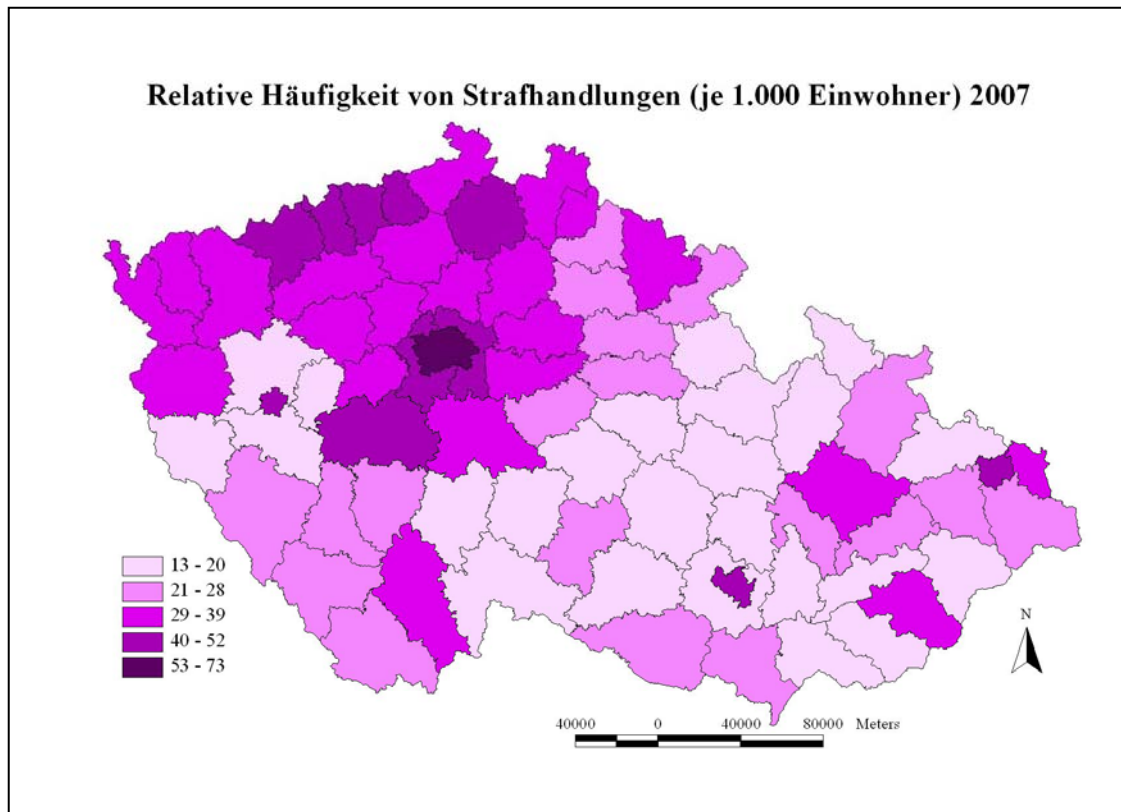 Relative Häufigkeit von Strafhandlungen (je 1.000 Einwohner) 2007
13 - 20
21 - 28
29 - 39
40 - 52
53 - 73
N
40000 0 40000 80000 Meters